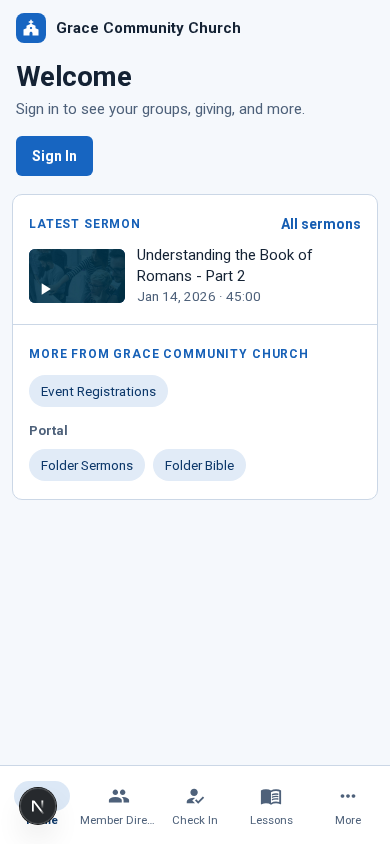 Grace Community Church
Welcome
Sign in to see your groups, giving, and more.
Sign In
LATEST SERMON
All sermons
Understanding the Book of
Romans - Part 2
Jan 14, 2026 · 45:00
MORE FROM GRACE COMMUNITY CHURCH
Event Registrations
Portal
Folder Sermons
Folder Bible
N
Member Dire...
Check In
Lessons
More